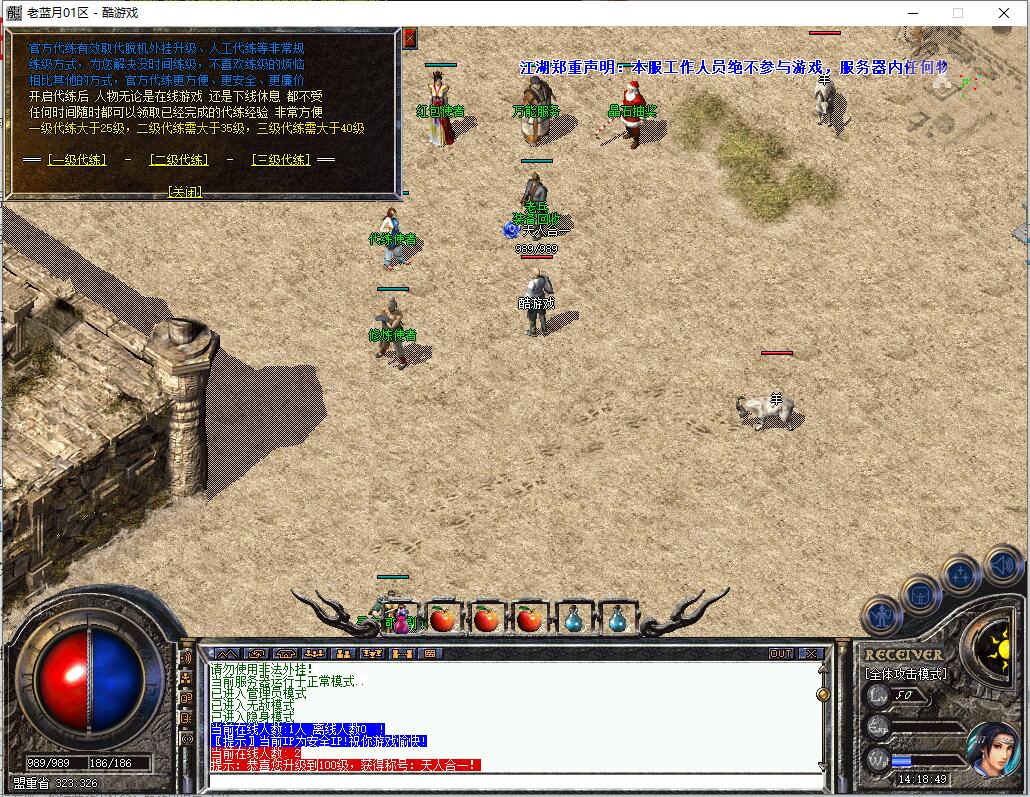 老蓝月01区 - 酷游戏
官方代练有效取代脱机外挂升级、人工代练等非常规
练级方式，为您解决没时间练级，不喜欢练级的烦恼
相比其他的方式，官方代练更方便、更安全、更廉价
开启代练后 人物无论是在线游戏 还是下线休息 都不受
任何时间随时都可以领取已经完成的代练经验 非常方便
一级代练大于25级，二级代练需大于35级，三级代练需大于40级
[一级代练] - [二级代练] - [三级代练]
[关闭]
江湖郑重声明：本服工作人员绝不参与游戏，服务器内任何物
红包使者
万能服务
晶石抽奖
羊
老兵
装备回收
天人合一
989/989
代练使者
酷游戏
修炼使者
羊
OUT
请勿使用非法外挂！
当前服务器运行于正常模式..
已进入管理员模式
已进入无敌模式
已进入隐身模式
当前在线人数:1人 离线人数0 !
【提示】当前IP为安全IP!祝你游戏愉快!
当前在线人数: 2
提示: 恭喜您升级到100级，获得称号: 天人合一!
989/989 186/186
盟重省 323:326
RECEIVER
[全体攻击模式]
Lv 50
Exp
W
14:18:49